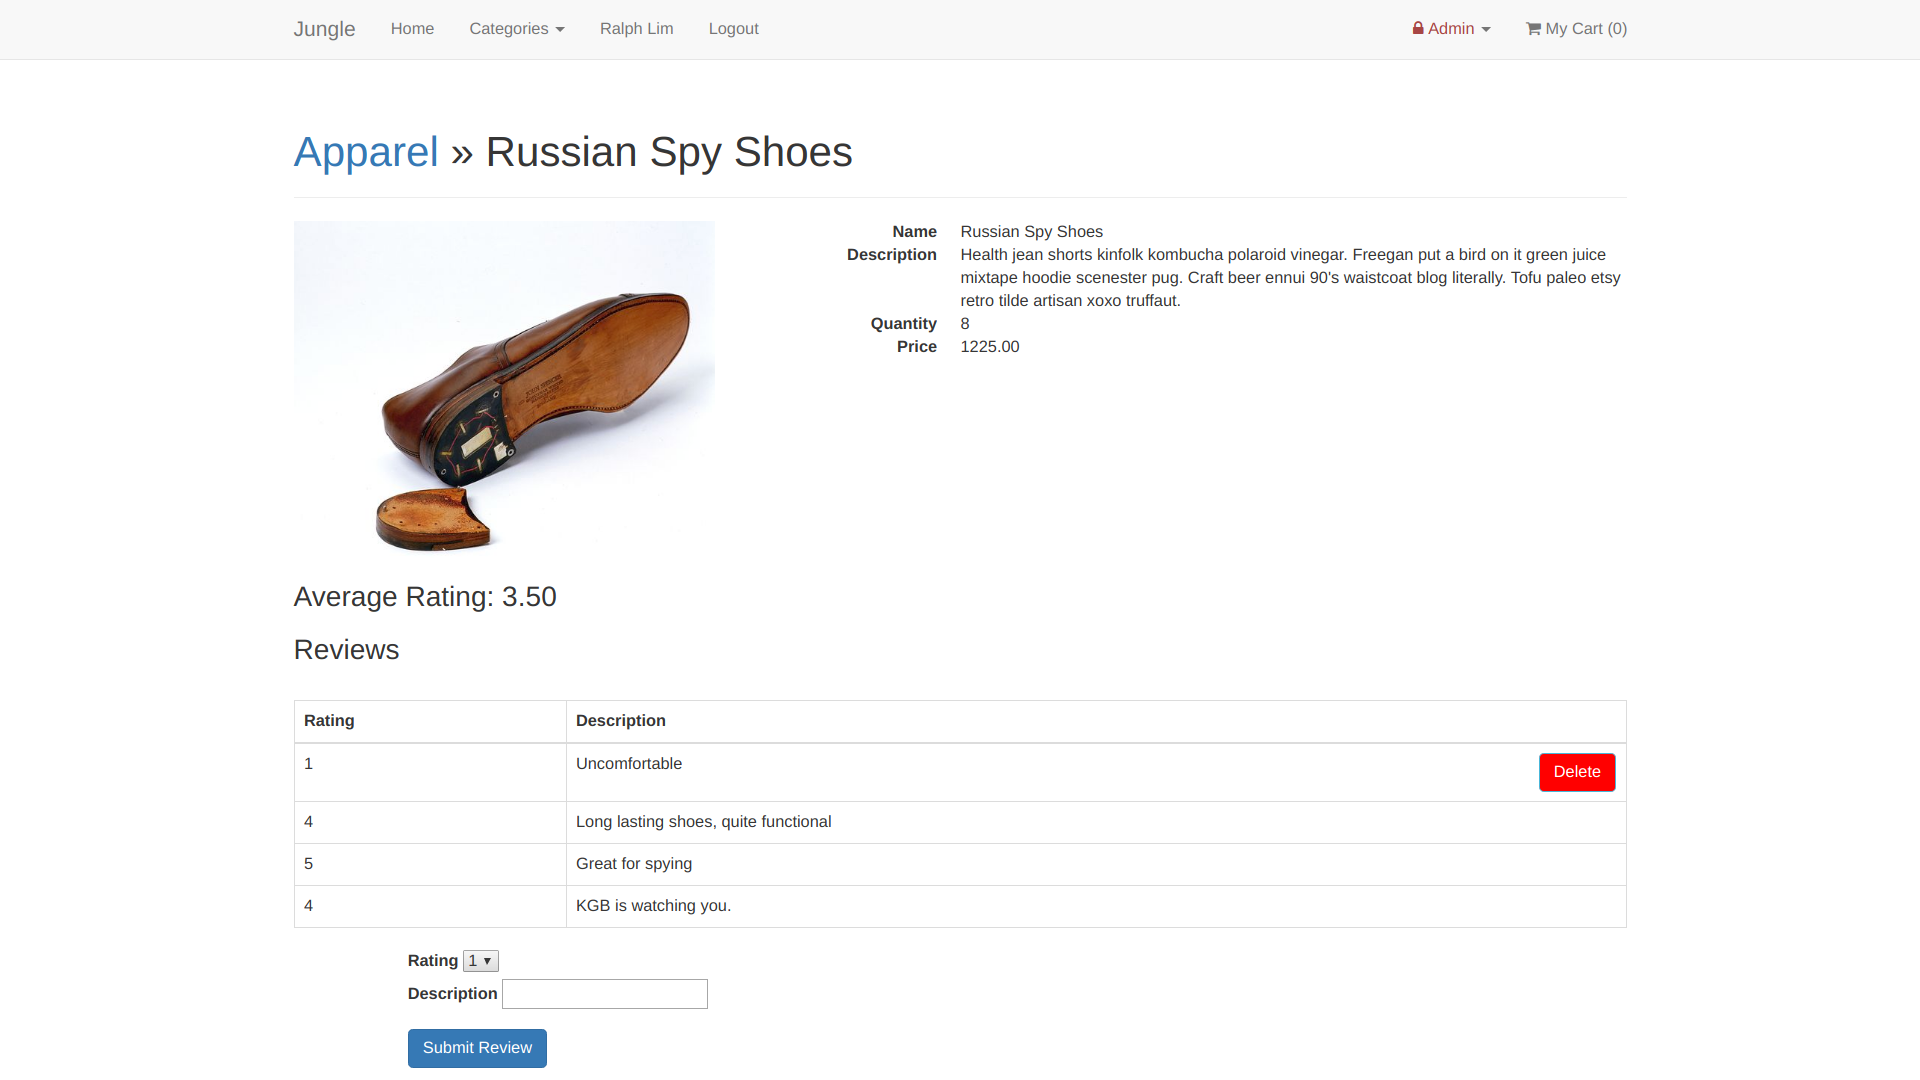 Jungle Home Categories Ralph Lim Logout Admin My Cart (0)
Apparel » Russian Spy Shoes
Name Russian Spy Shoes
Description Health jean shorts kinfolk kombucha polaroid vinegar. Freegan put a bird on it green juice
mixtape hoodie scenester pug. Craft beer ennui 90's waistcoat blog literally. Tofu paleo etsy
retro tilde artisan xoxo truffaut.
Quantity 8
Price 1225.00
Average Rating: 3.50
Reviews
Rating Description
1 Uncomfortable Delete
4 Long lasting shoes, quite functional
5 Great for spying
4 KGB is watching you.
Rating 1
Description
Submit Review